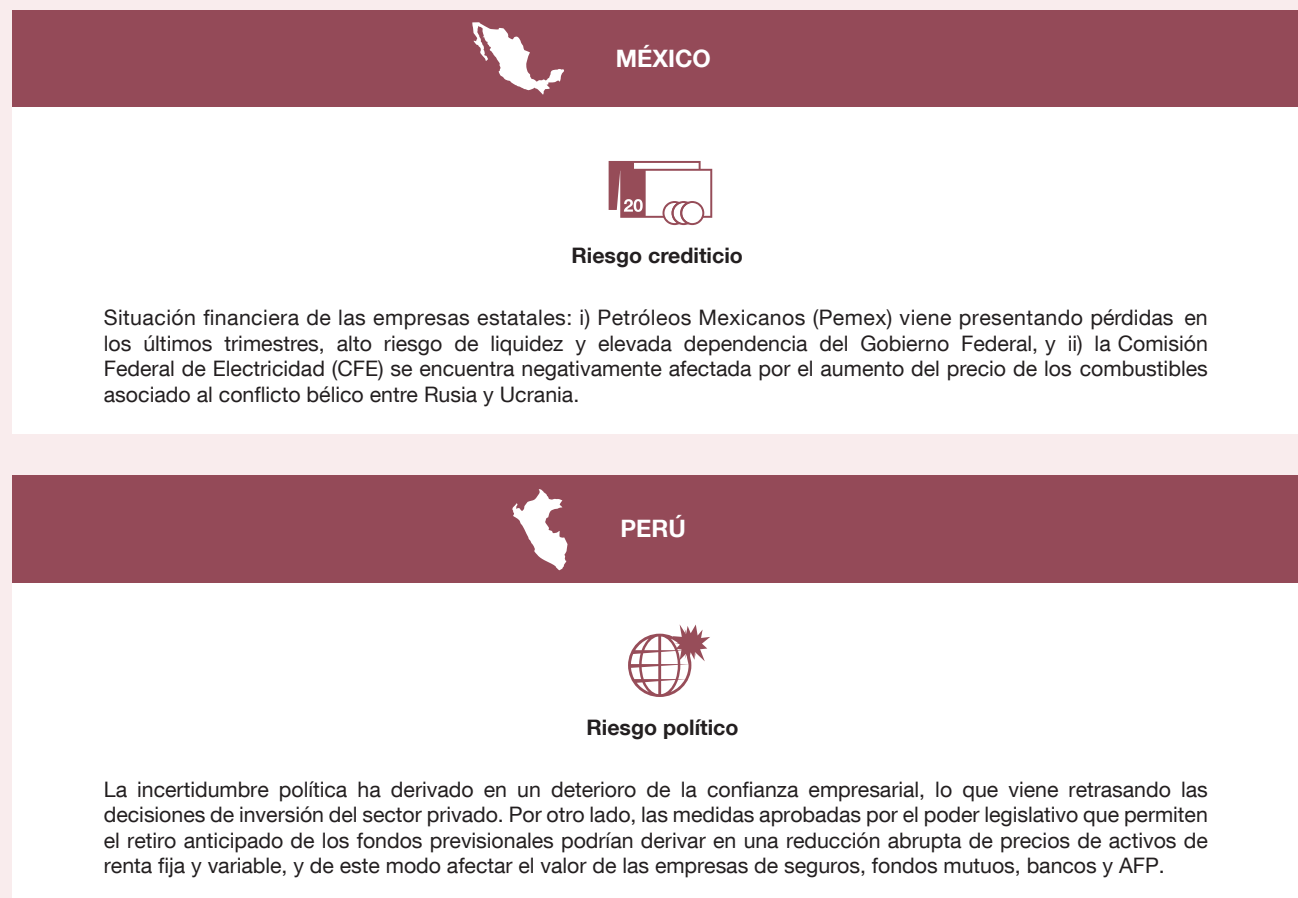 MÉXICO
20
Riesgo crediticio
Situación financiera de las empresas estatales: i) Petróleos Mexicanos (Pemex) viene presentando pérdidas en
los últimos trimestres, alto riesgo de liquidez y elevada dependencia del Gobierno Federal, y ii) la Comisión
Federal de Electricidad (CFE) se encuentra negativamente afectada por el aumento del precio de los combustibles
asociado al conflicto bélico entre Rusia y Ucrania.
PERÚ
Riesgo político
La incertidumbre política ha derivado en un deterioro de la confianza empresarial, lo que viene retrasando las
decisiones de inversión del sector privado. Por otro lado, las medidas aprobadas por el poder legislativo que permiten
el retiro anticipado de los fondos previsionales podrían derivar en una reducción abrupta de precios de activos de
renta fija y variable, y de este modo afectar el valor de las empresas de seguros, fondos mutuos, bancos y AFP.